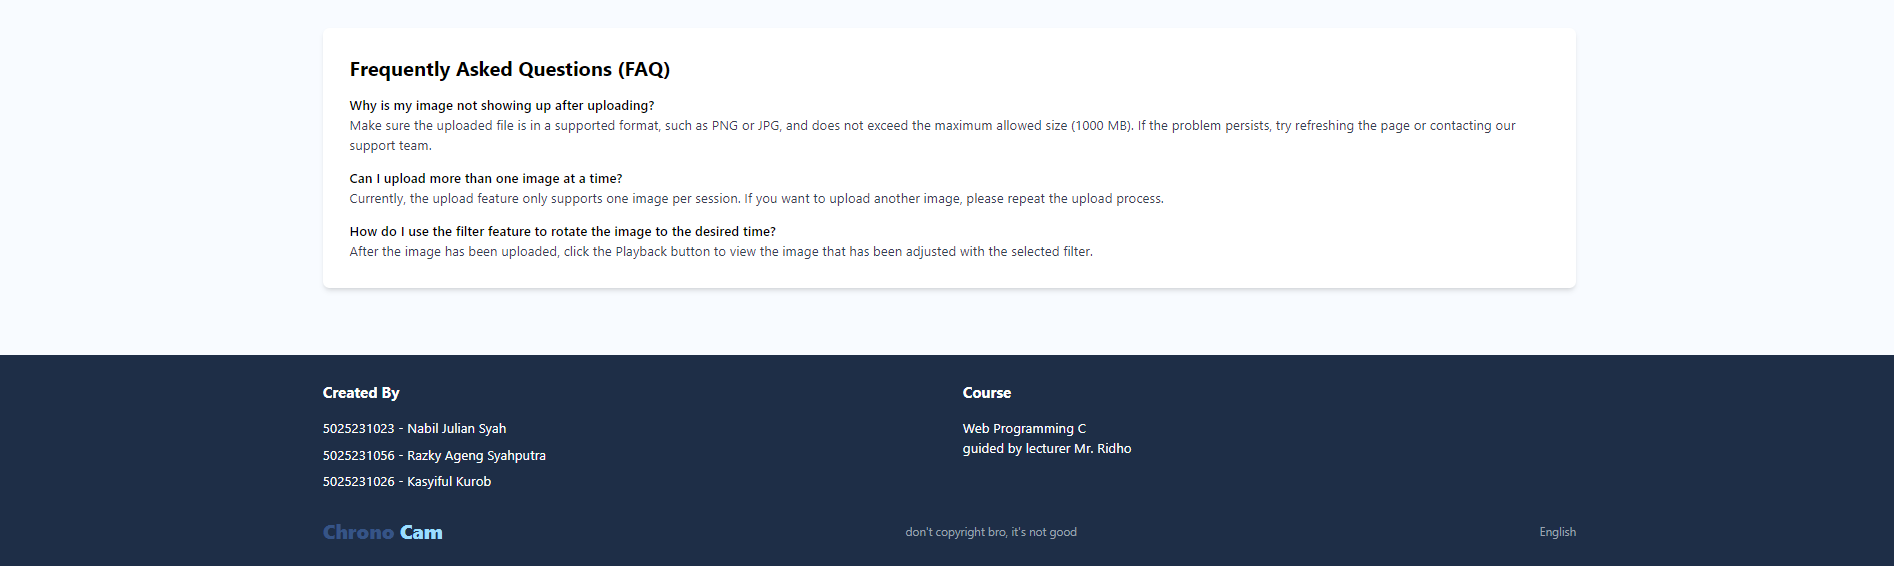 Frequently Asked Questions (FAQ)
Why is my image not showing up after uploading?
Make sure the uploaded file is in a supported format, such as PNG or JPG, and does not exceed the maximum allowed size (1000 MB). If the problem persists, try refreshing the page or contacting our
support team.
Can I upload more than one image at a time?
Currently, the upload feature only supports one image per session. If you want to upload another image, please repeat the upload process.
How do I use the filter feature to rotate the image to the desired time?
After the image has been uploaded, click the Playback button to view the image that has been adjusted with the selected filter.
Created By
5025231023 - Nabil Julian Syah
5025231056 - Razky Ageng Syahputra
5025231026 - Kasyiful Kurob
Course
Web Programming C
guided by lecturer Mr. Ridho
Chrono Cam
don't copyright bro, it's not good
English